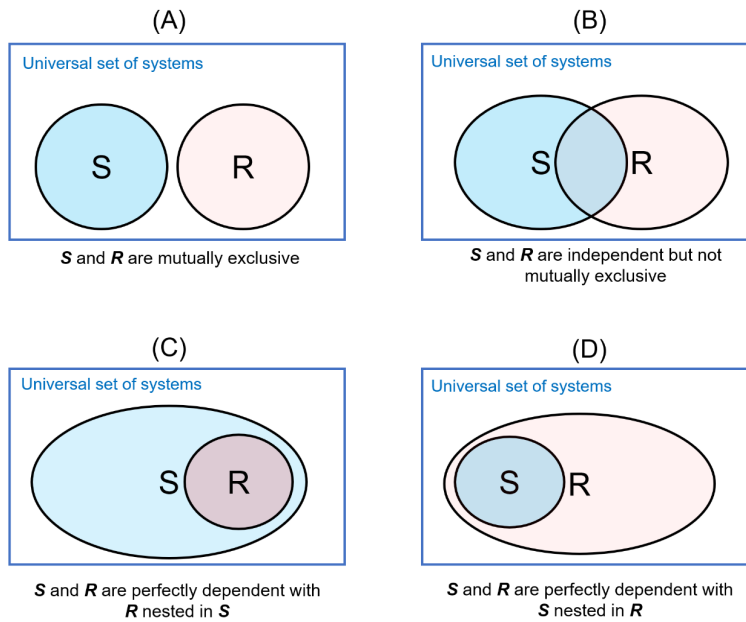 (A)
Universal set of systems
S
R
S and R are mutually exclusive
(B)
Universal set of systems
S
R
S and R are independent but not
mutually exclusive
(C)
Universal set of systems
S
R
S and R are perfectly dependent with
R nested in S
(D)
Universal set of systems
S
R
S and R are perfectly dependent with
S nested in R